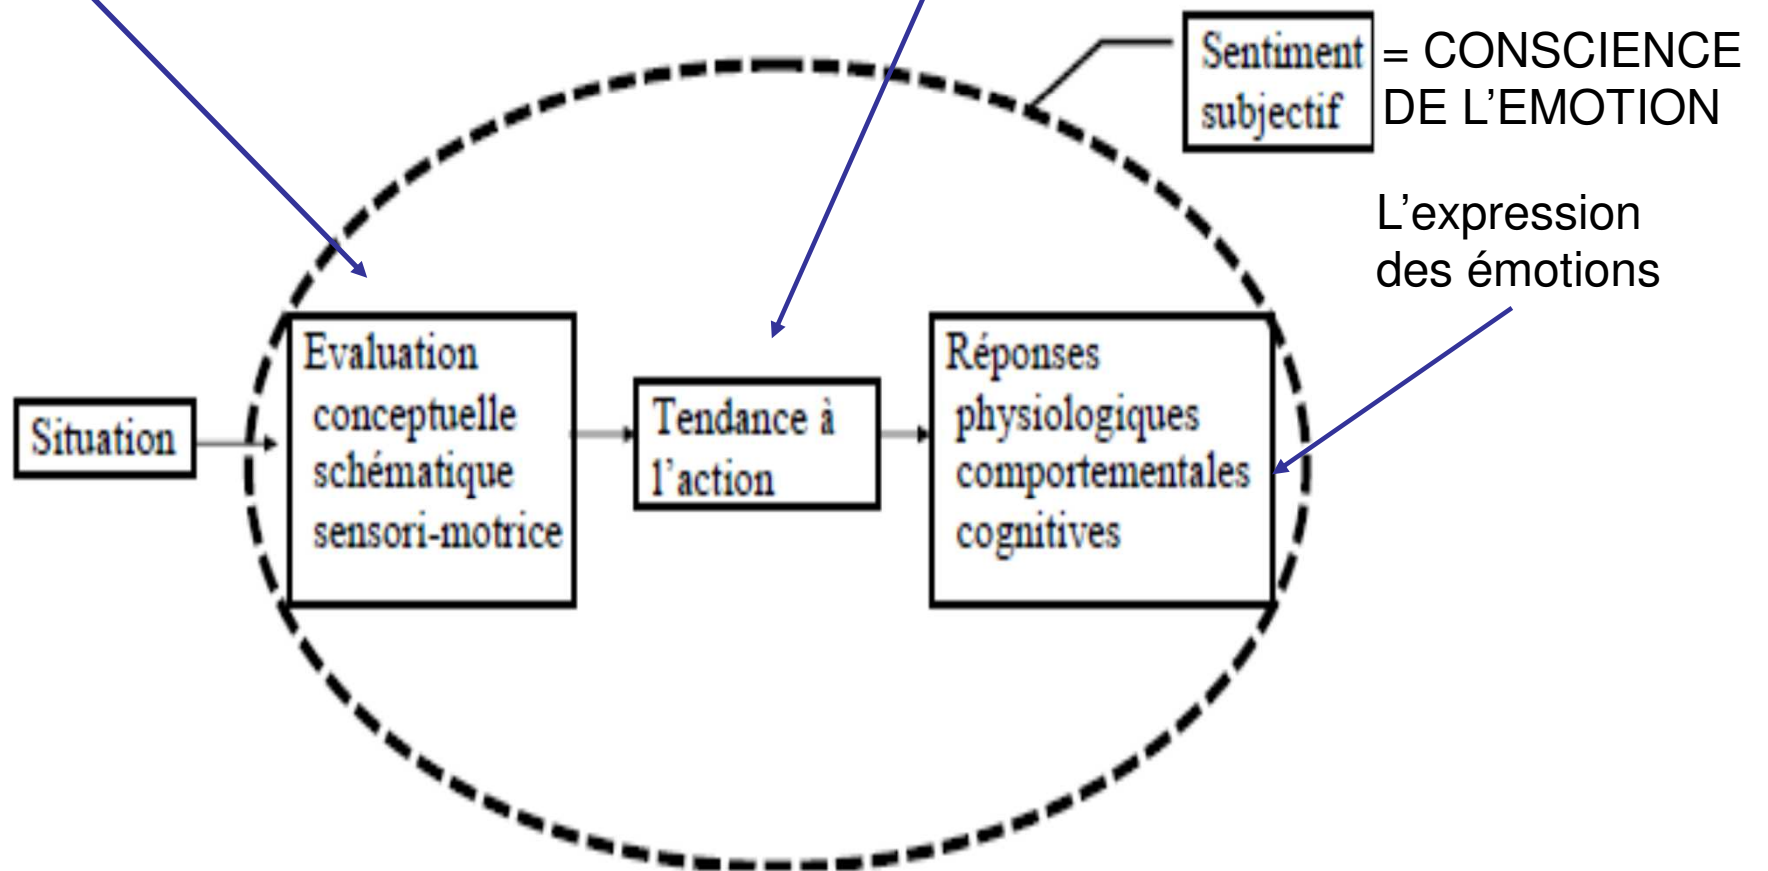 Sentiment
subjectif
= CONSCIENCE
DE L’EMOTION
L’expression
des émotions
Situation
Evaluation
conceptuelle
schématique
sensori-motrice
Tendance à
l’action
Réponses
physiologiques
comportementales
cognitives